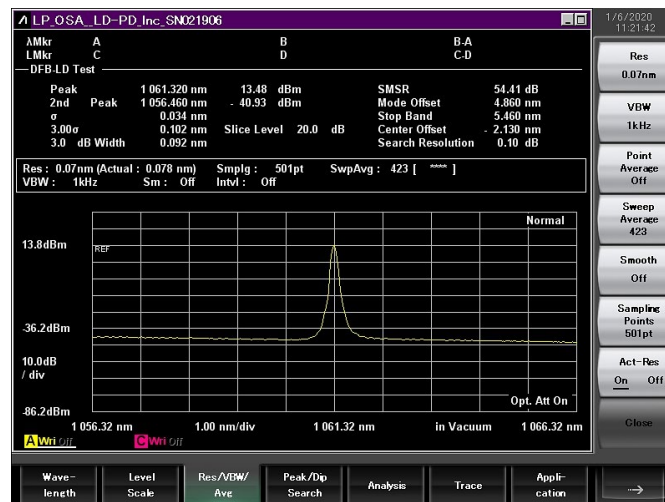 LP_OSA_LD-PD_Inc_SN021906
1/6/2020
11:21:42
λMkr A B B-A
LMkr C D C-D
DFB-LD Test
Peak 1 061.320 nm 13.48 dBm SMSR 54.41 dB
2nd Peak 1 056.460 nm - 40.93 dBm Mode Offset 4.860 nm
σ 0.034 nm Stop Band 5.460 nm
3.00σ 0.102 nm Slice Level 20.0 dB Center Offset - 2.130 nm
3.0 dB Width 0.092 nm Search Resolution 0.10 dB
Res : 0.07nm (Actual : 0.078 nm) Smplg : 501pt SwpAvg : 423 [ **** ]
VBW : 1kHz Sm : Off Intvl : Off
Normal
13.8dBm
REF
-36.2dBm
10.0dB
/ div
Opt. Att On
-86.2dBm
1 056.32 nm 1.00 nm/div 1 061.32 nm in Vacuum 1 066.32 nm
A Wri Off C Wri Off
Res
0.07nm
VBW
1kHz
Point
Average
Off
Sweep
Average
423
Smooth
Off
Sampling
Points
501pt
Act-Res
On Off
Close
Wave-
length
Level
Scale
Res/VBW/
Avg
Peak/Dip
Search
Analysis
Trace
Appli-
cation